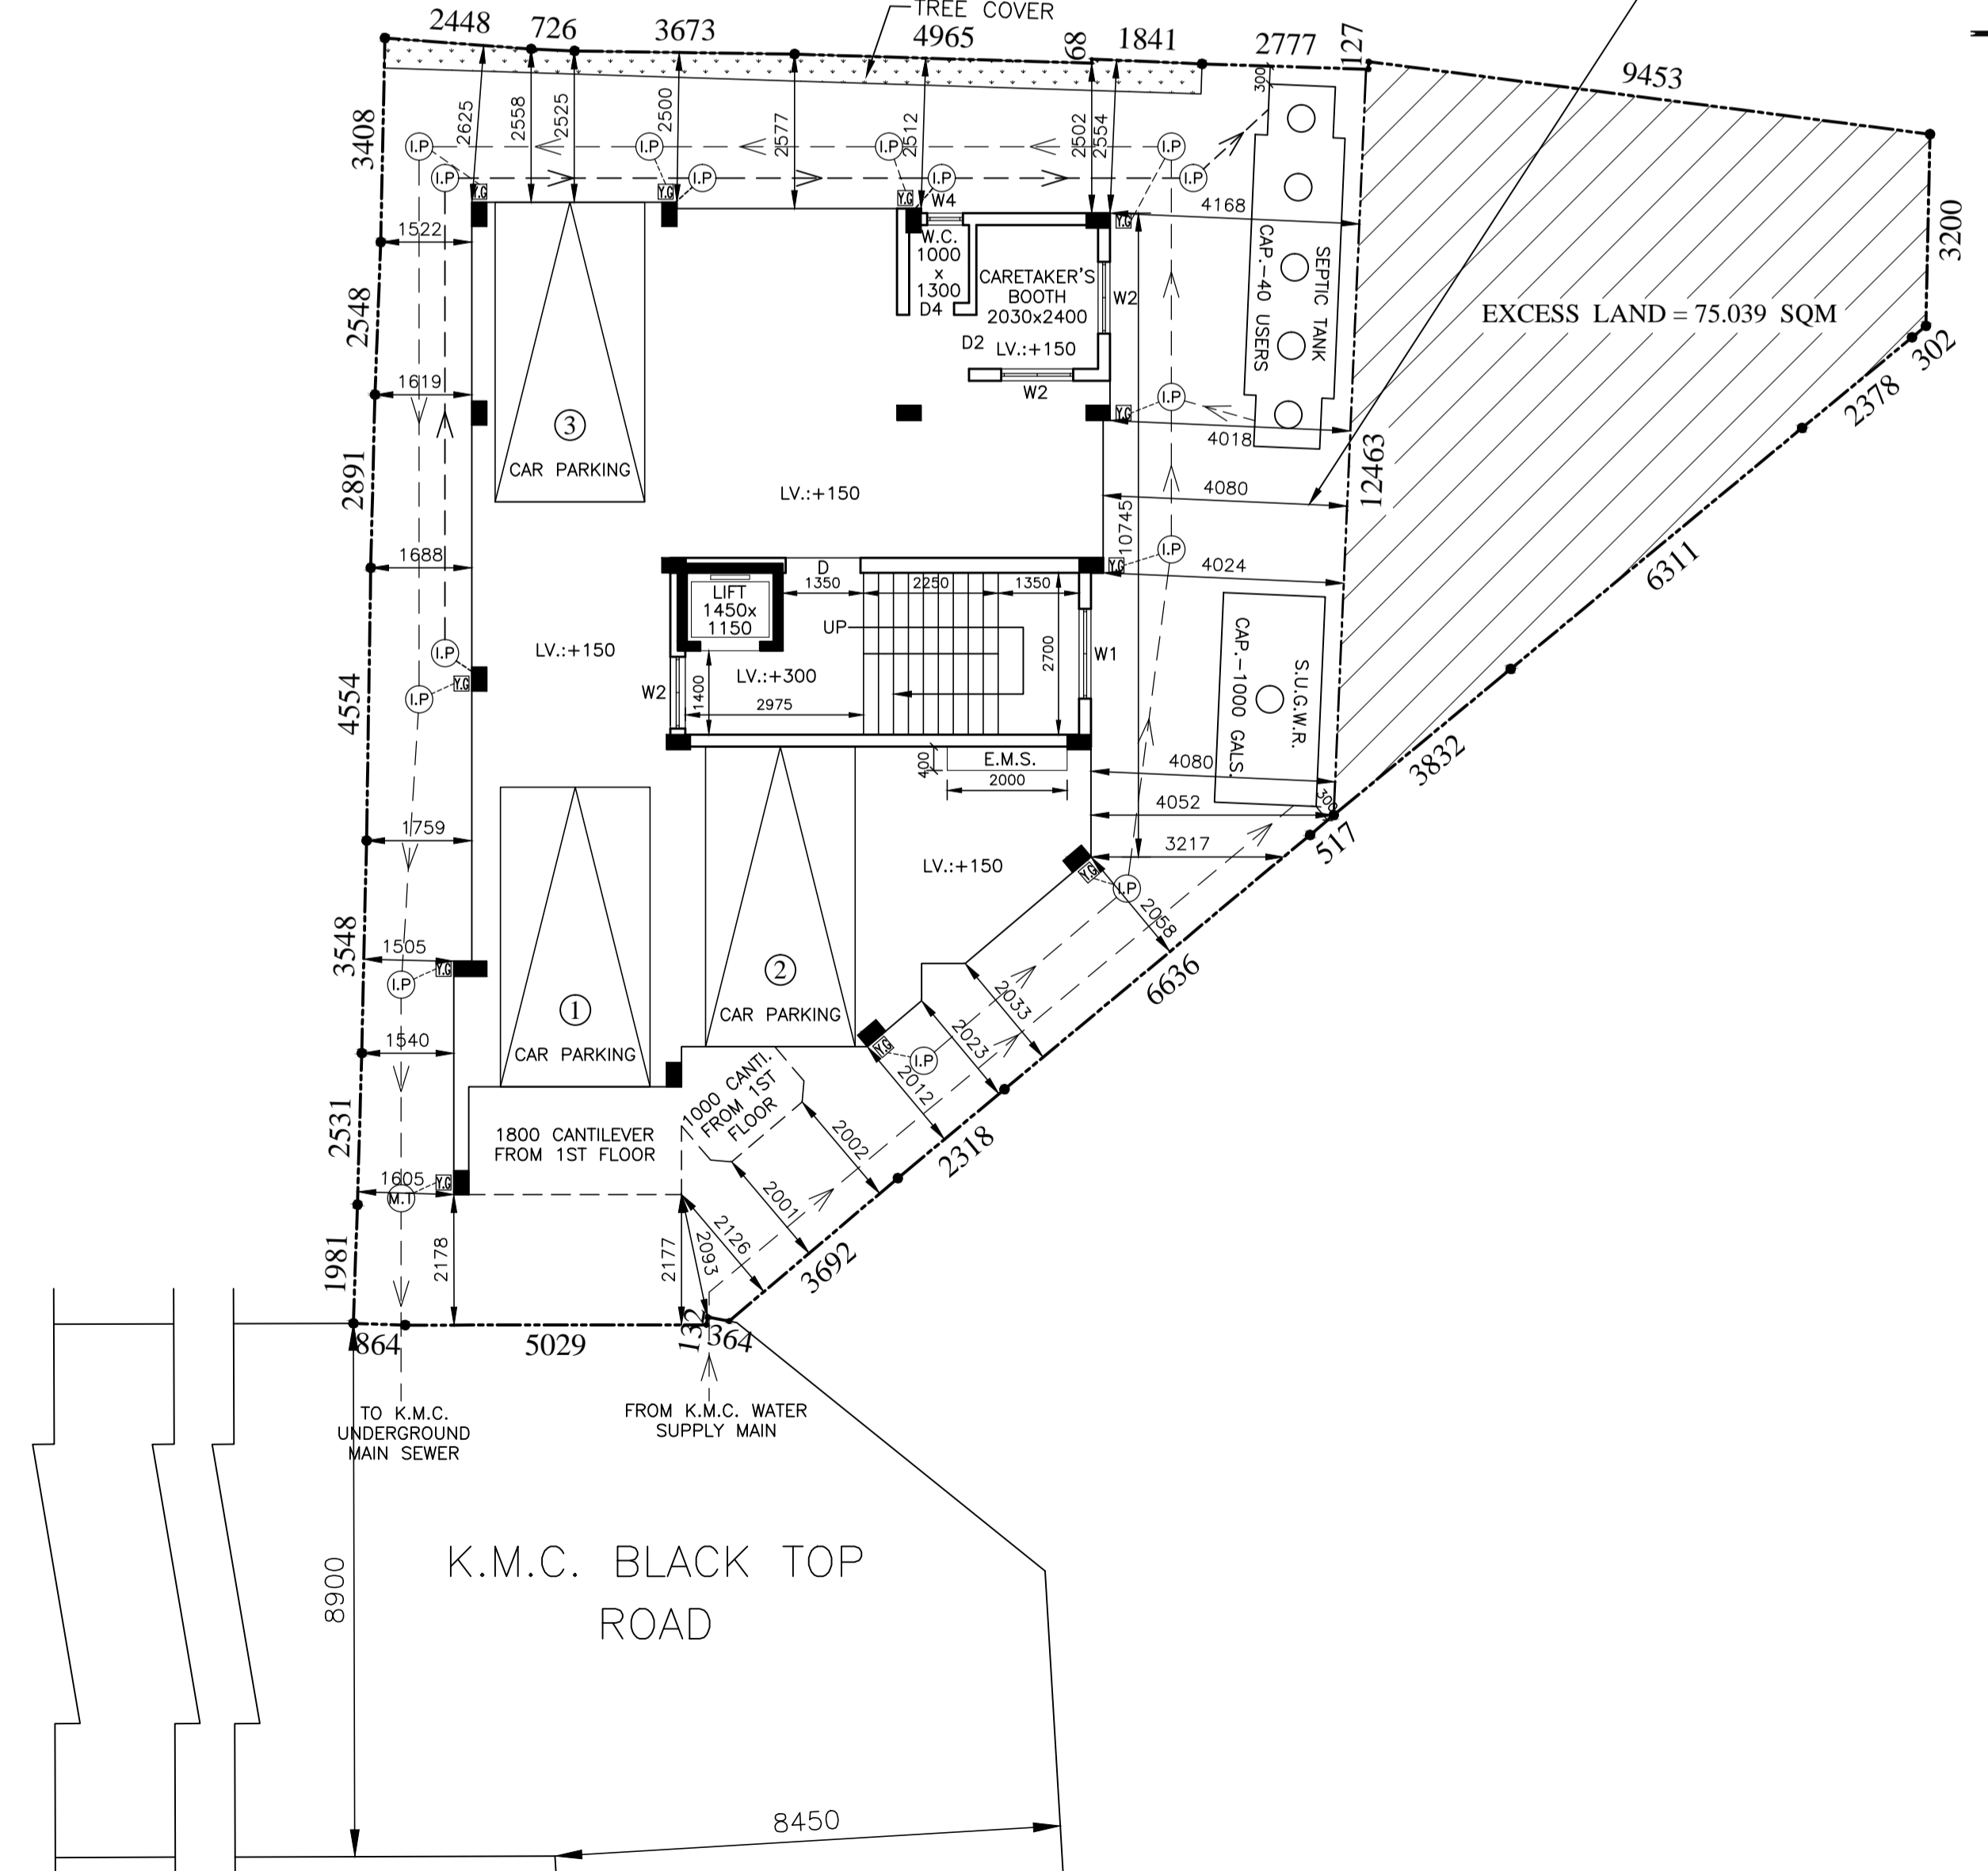 TREE COVER
2448
726
3673
4965
68
1841
2777
127
9453
3408
2625
2558
2525
2500
2577
2512
2502
2554
300
I.P
I.P
I.P
I.P
I.P
I.P
I.P
I.P
Y.G
Y.G
Y.G
Y.G
W4
4168
3200
1522
W.C.
1000
x
1300
D4
CARETAKER'S
BOOTH
2030x2400
LV.:+150
D2
W2
W2
SEPTIC TANK
CAP.-40 USERS
EXCESS LAND = 75.039 SQM
302
2378
2548
1619
3
CAR PARKING
I.P
Y.G
4018
12463
2891
LV.:+150
4080
10745
6311
1688
D
1350
2250
1350
I.P
Y.G
4024
LIFT
1450x
1150
UP
LV.:+150
LV.:+300
2700
W1
W2
1400
2975
I.P
Y.G
I.P
S.U.G.W.R.
CAP.-1000 GALS.
4554
3832
E.M.S.
400
2000
4080
4052
300
517
1759
3217
LV.:+150
Y.G
I.P
2058
3548
1505
Y.G
I.P
2
CAR PARKING
1
CAR PARKING
2033
6636
1540
2023
Y.G
I.P
2012
1000 CANTI.
FROM 1ST
FLOOR
2531
1800 CANTILEVER
FROM 1ST FLOOR
2002
2318
1605
Y.G
M.T
2001
2126
2093
2177
2178
1981
3692
864
5029
132
364
TO K.M.C.
UNDERGROUND
MAIN SEWER
FROM K.M.C. WATER
SUPPLY MAIN
K.M.C. BLACK TOP
ROAD
8900
8450